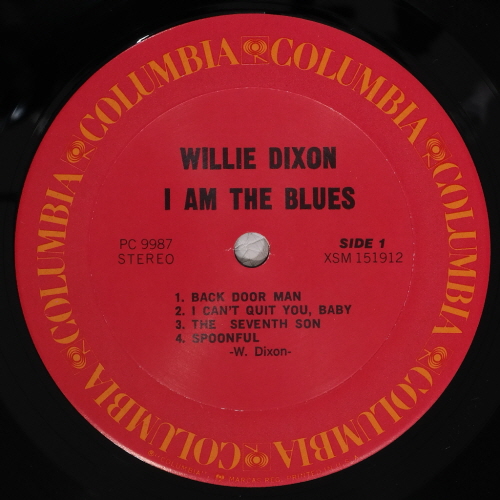 COLUMBIA COLUMBIA COLUMBIA COLUMBIA COLUMBIA COLUMBIA
WILLIE DIXON
I AM THE BLUES
PC 9987 SIDE 1
STEREO XSM 151912
1. BACK DOOR MAN
2. I CAN'T QUIT YOU, BABY
3. THE SEVENTH SON
4. SPOONFUL
-W. Dixon-